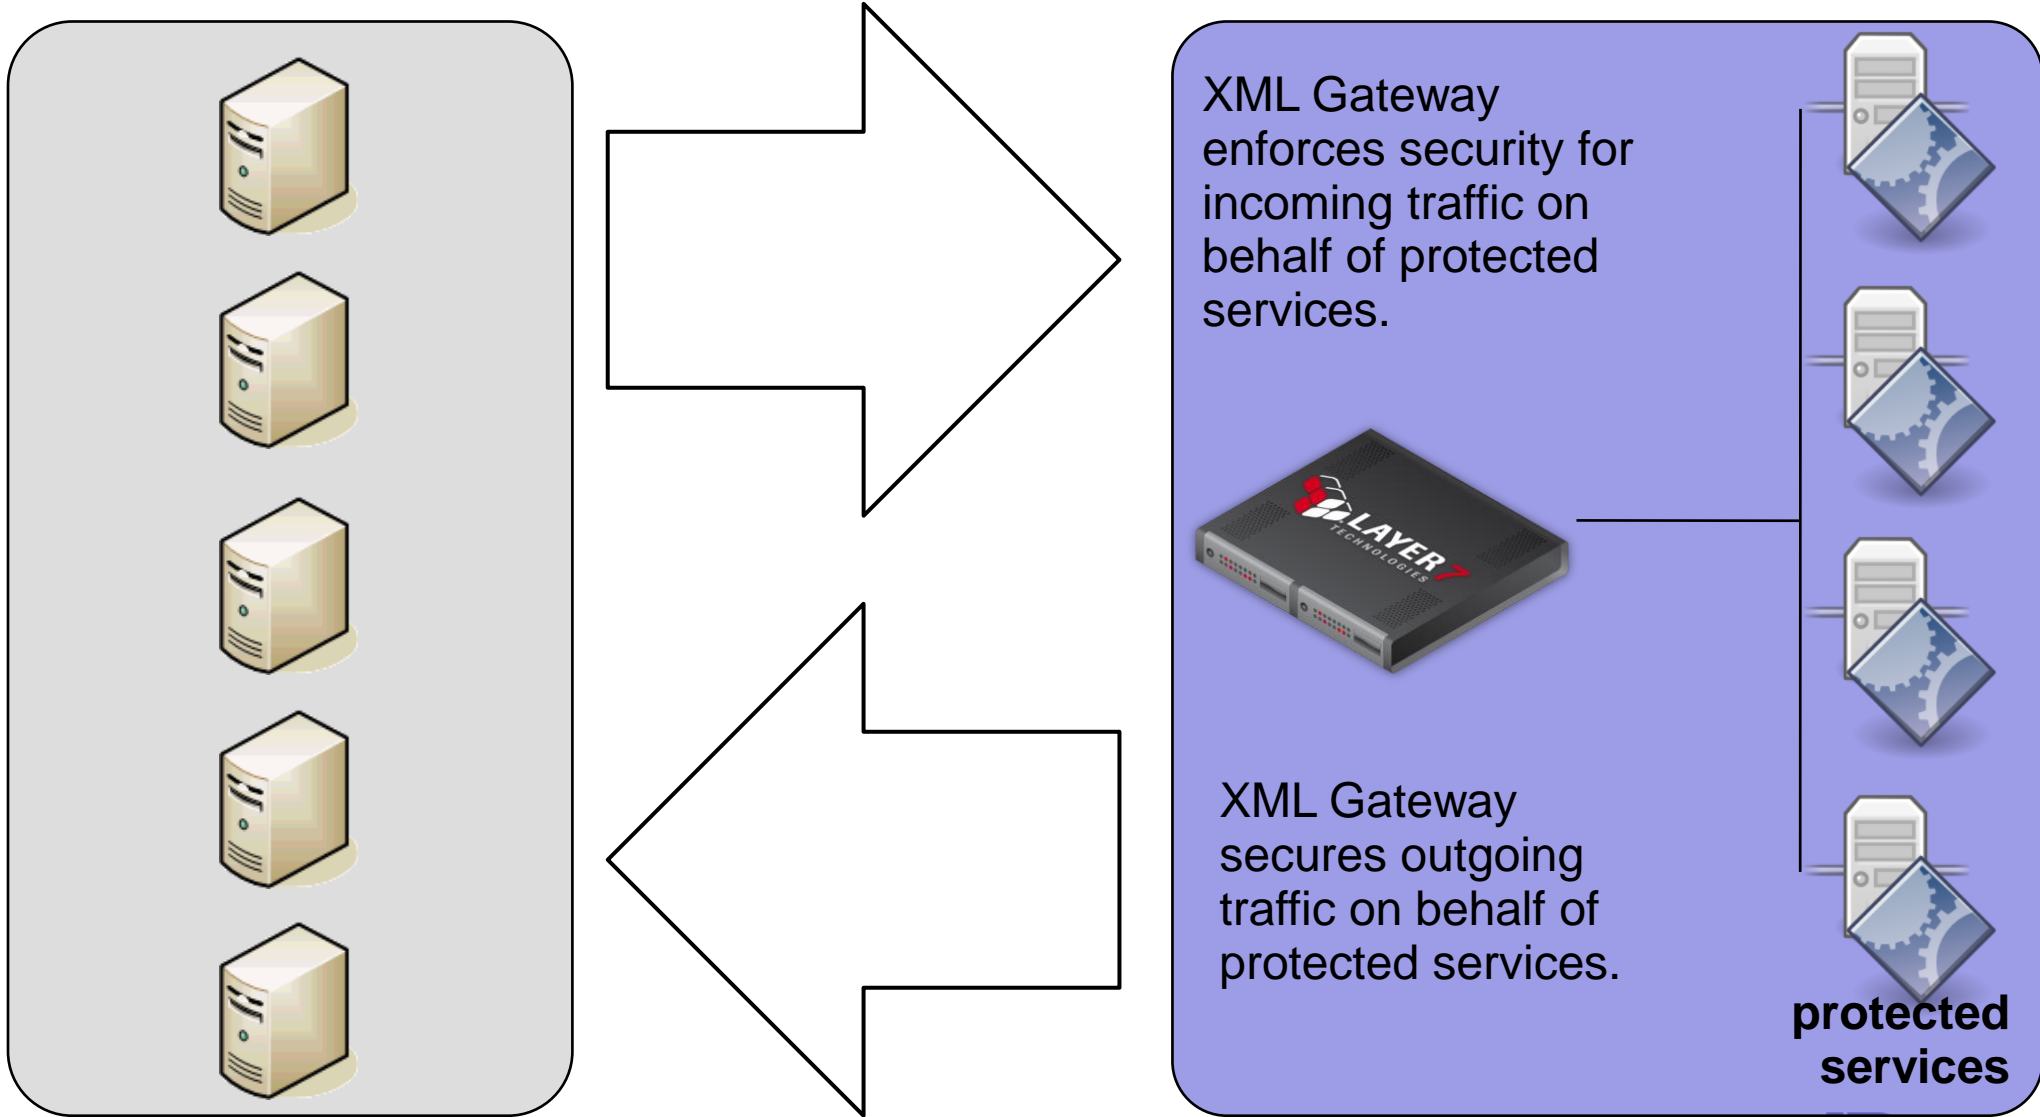 XML Gateway
enforces security for
incoming traffic on
behalf of protected
services.
LAYER 7
TECHNOLOGIES
XML Gateway
secures outgoing
traffic on behalf of
protected services.
protected
services